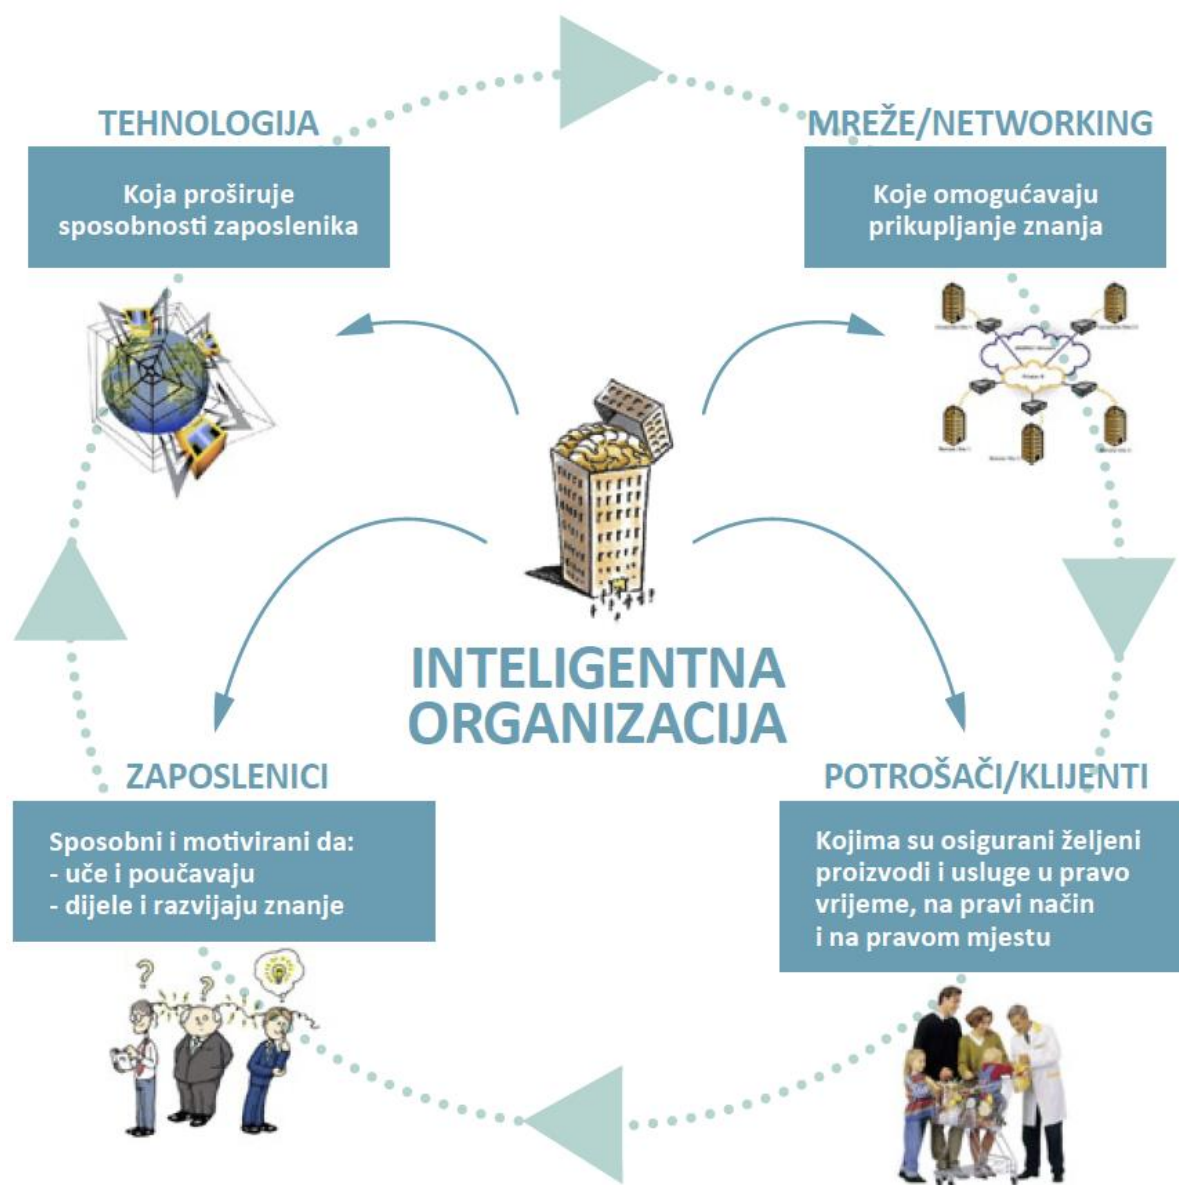 TEHNOLOGIJA
Koja proširuje
sposobnosti zaposlenika
MREŽE/NETWORKING
Koje omogućavaju
prikupljanje znanja
INTELIGENTNA
ORGANIZACIJA
ZAPOSLENICI
Sposobni i motivirani da:
- uče i poučavaju
- dijele i razvijaju znanje
POTROŠAČI/KLIJENTI
Kojima su osigurani željeni
proizvodi i usluge u pravo
vrijeme, na pravi način
i na pravom mjestu